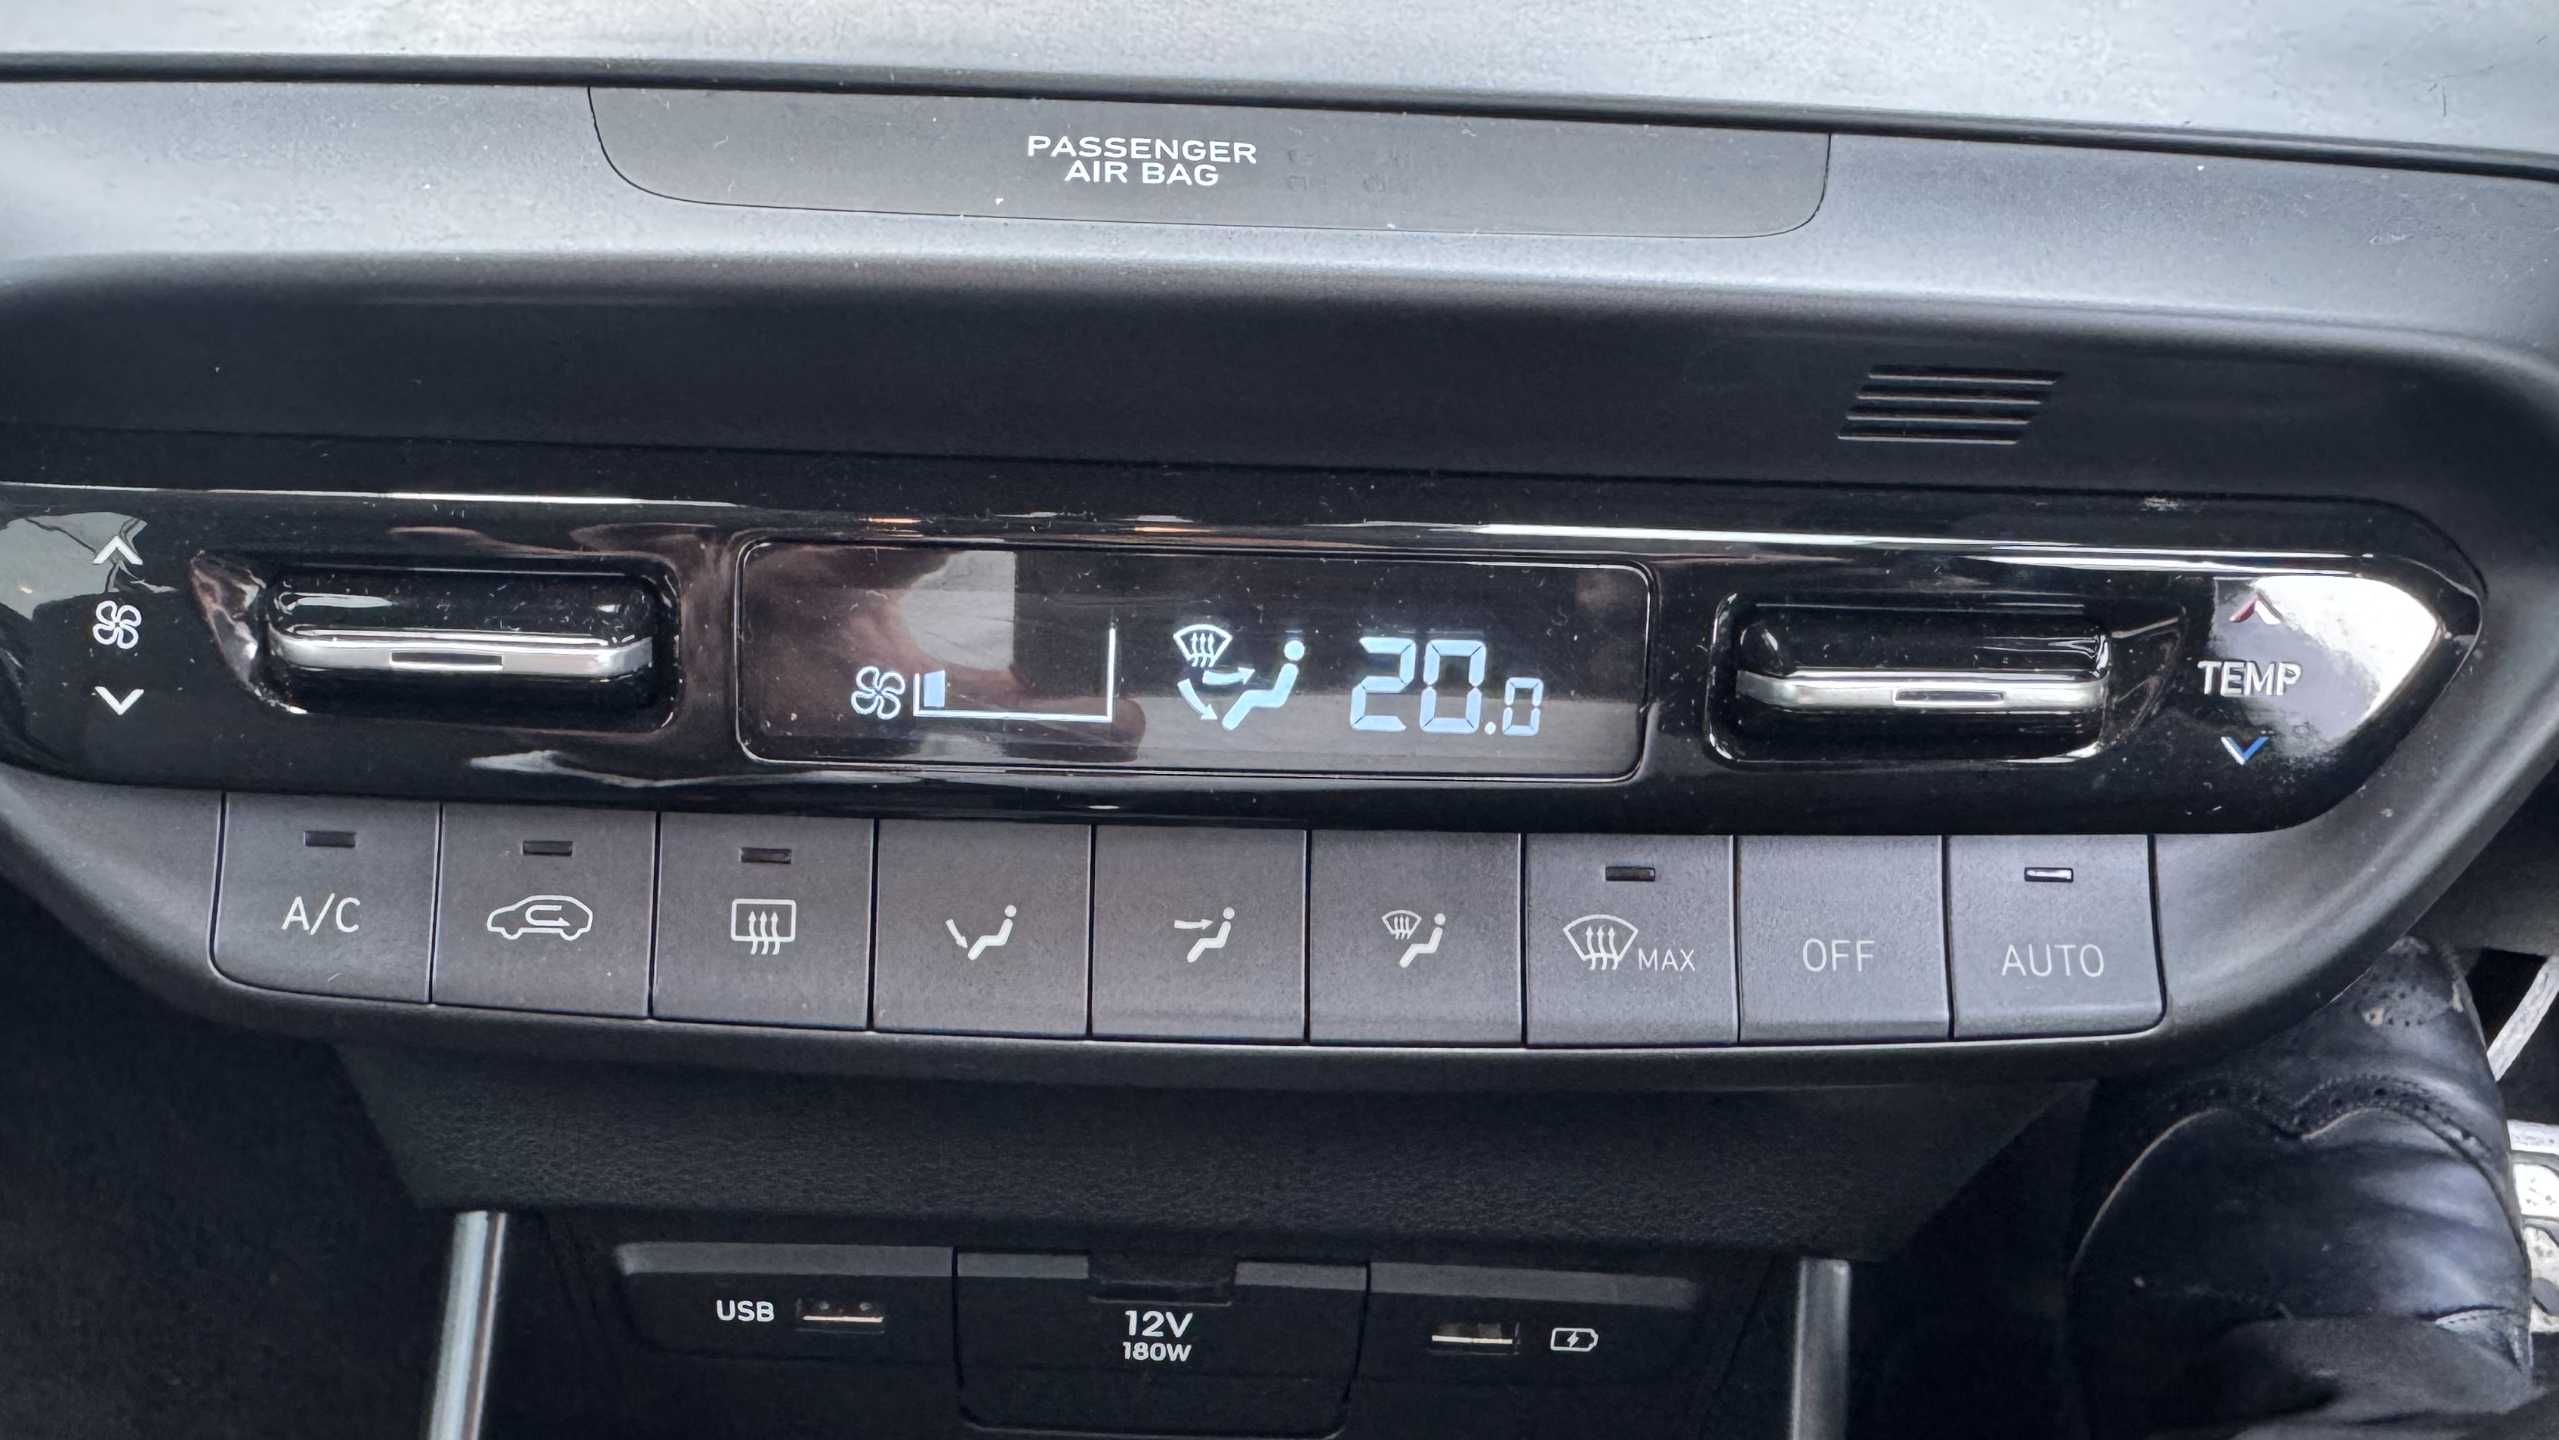 PASSENGER
AIR BAG
20.0
TEMP
A/C
MAX
OFF
AUTO
USB
12V
180W